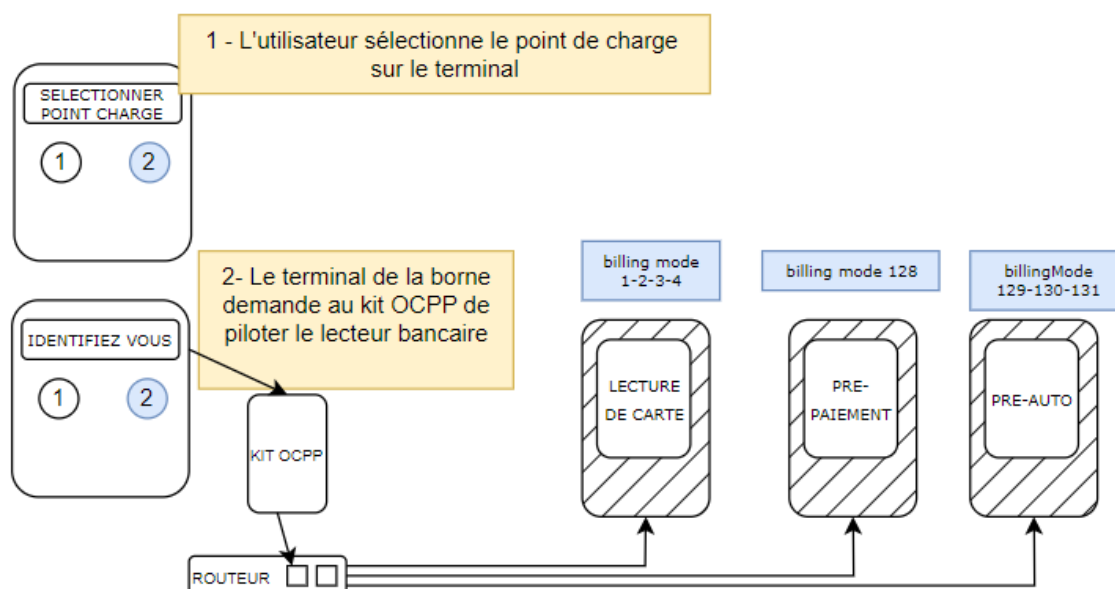 1 - L'utilisateur sélectionne le point de charge
sur le terminal
SELECTIONNER
POINT CHARGE
1
2
2- Le terminal de la borne
demande au kit OCPP de
piloter le lecteur bancaire
billing mode
1-2-3-4
billing mode 128
billingMode
129-130-131
IDENTIFIEZ VOUS
1
2
LECTURE
DE CARTE
PRE-
PAIEMENT
PRE-AUTO
KIT OCPP
ROUTEUR